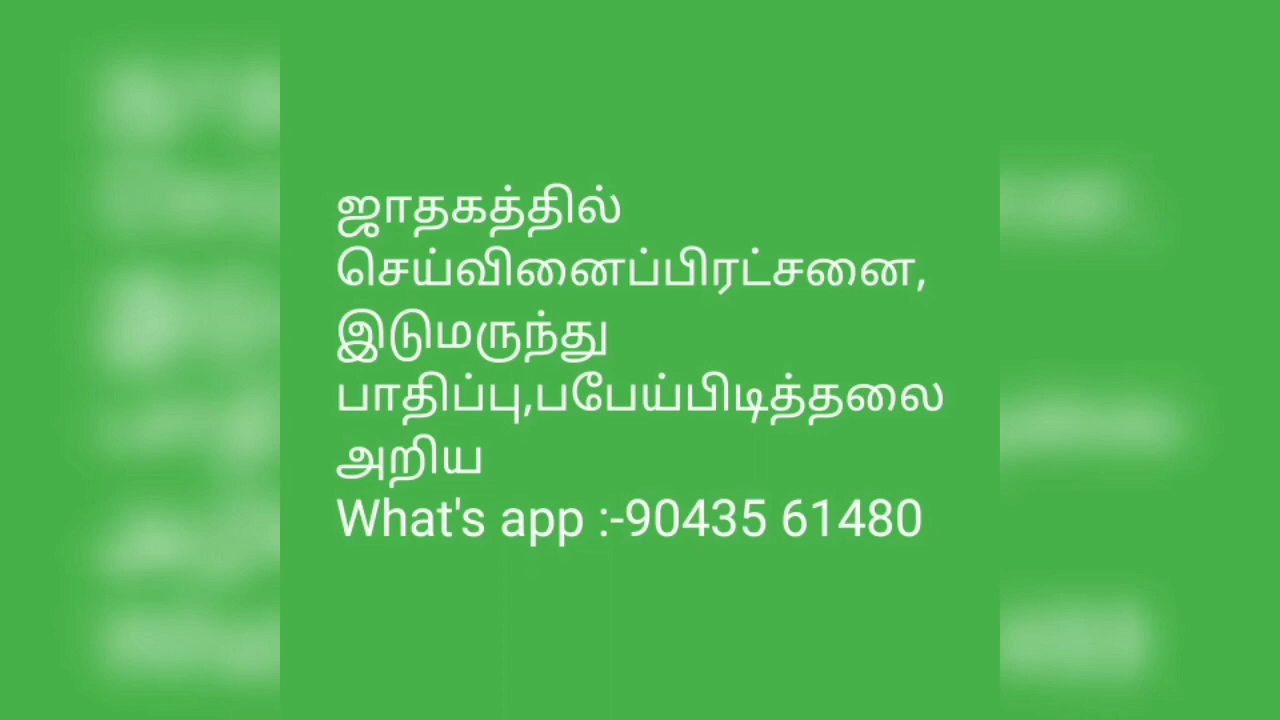 ஜாதகத்தில்
செய்வினைப்பிரட்சனை,
இடுமருந்து
பாதிப்பு,பபேய்பிடித்தலை
அறிய
What's app :-90435 61480